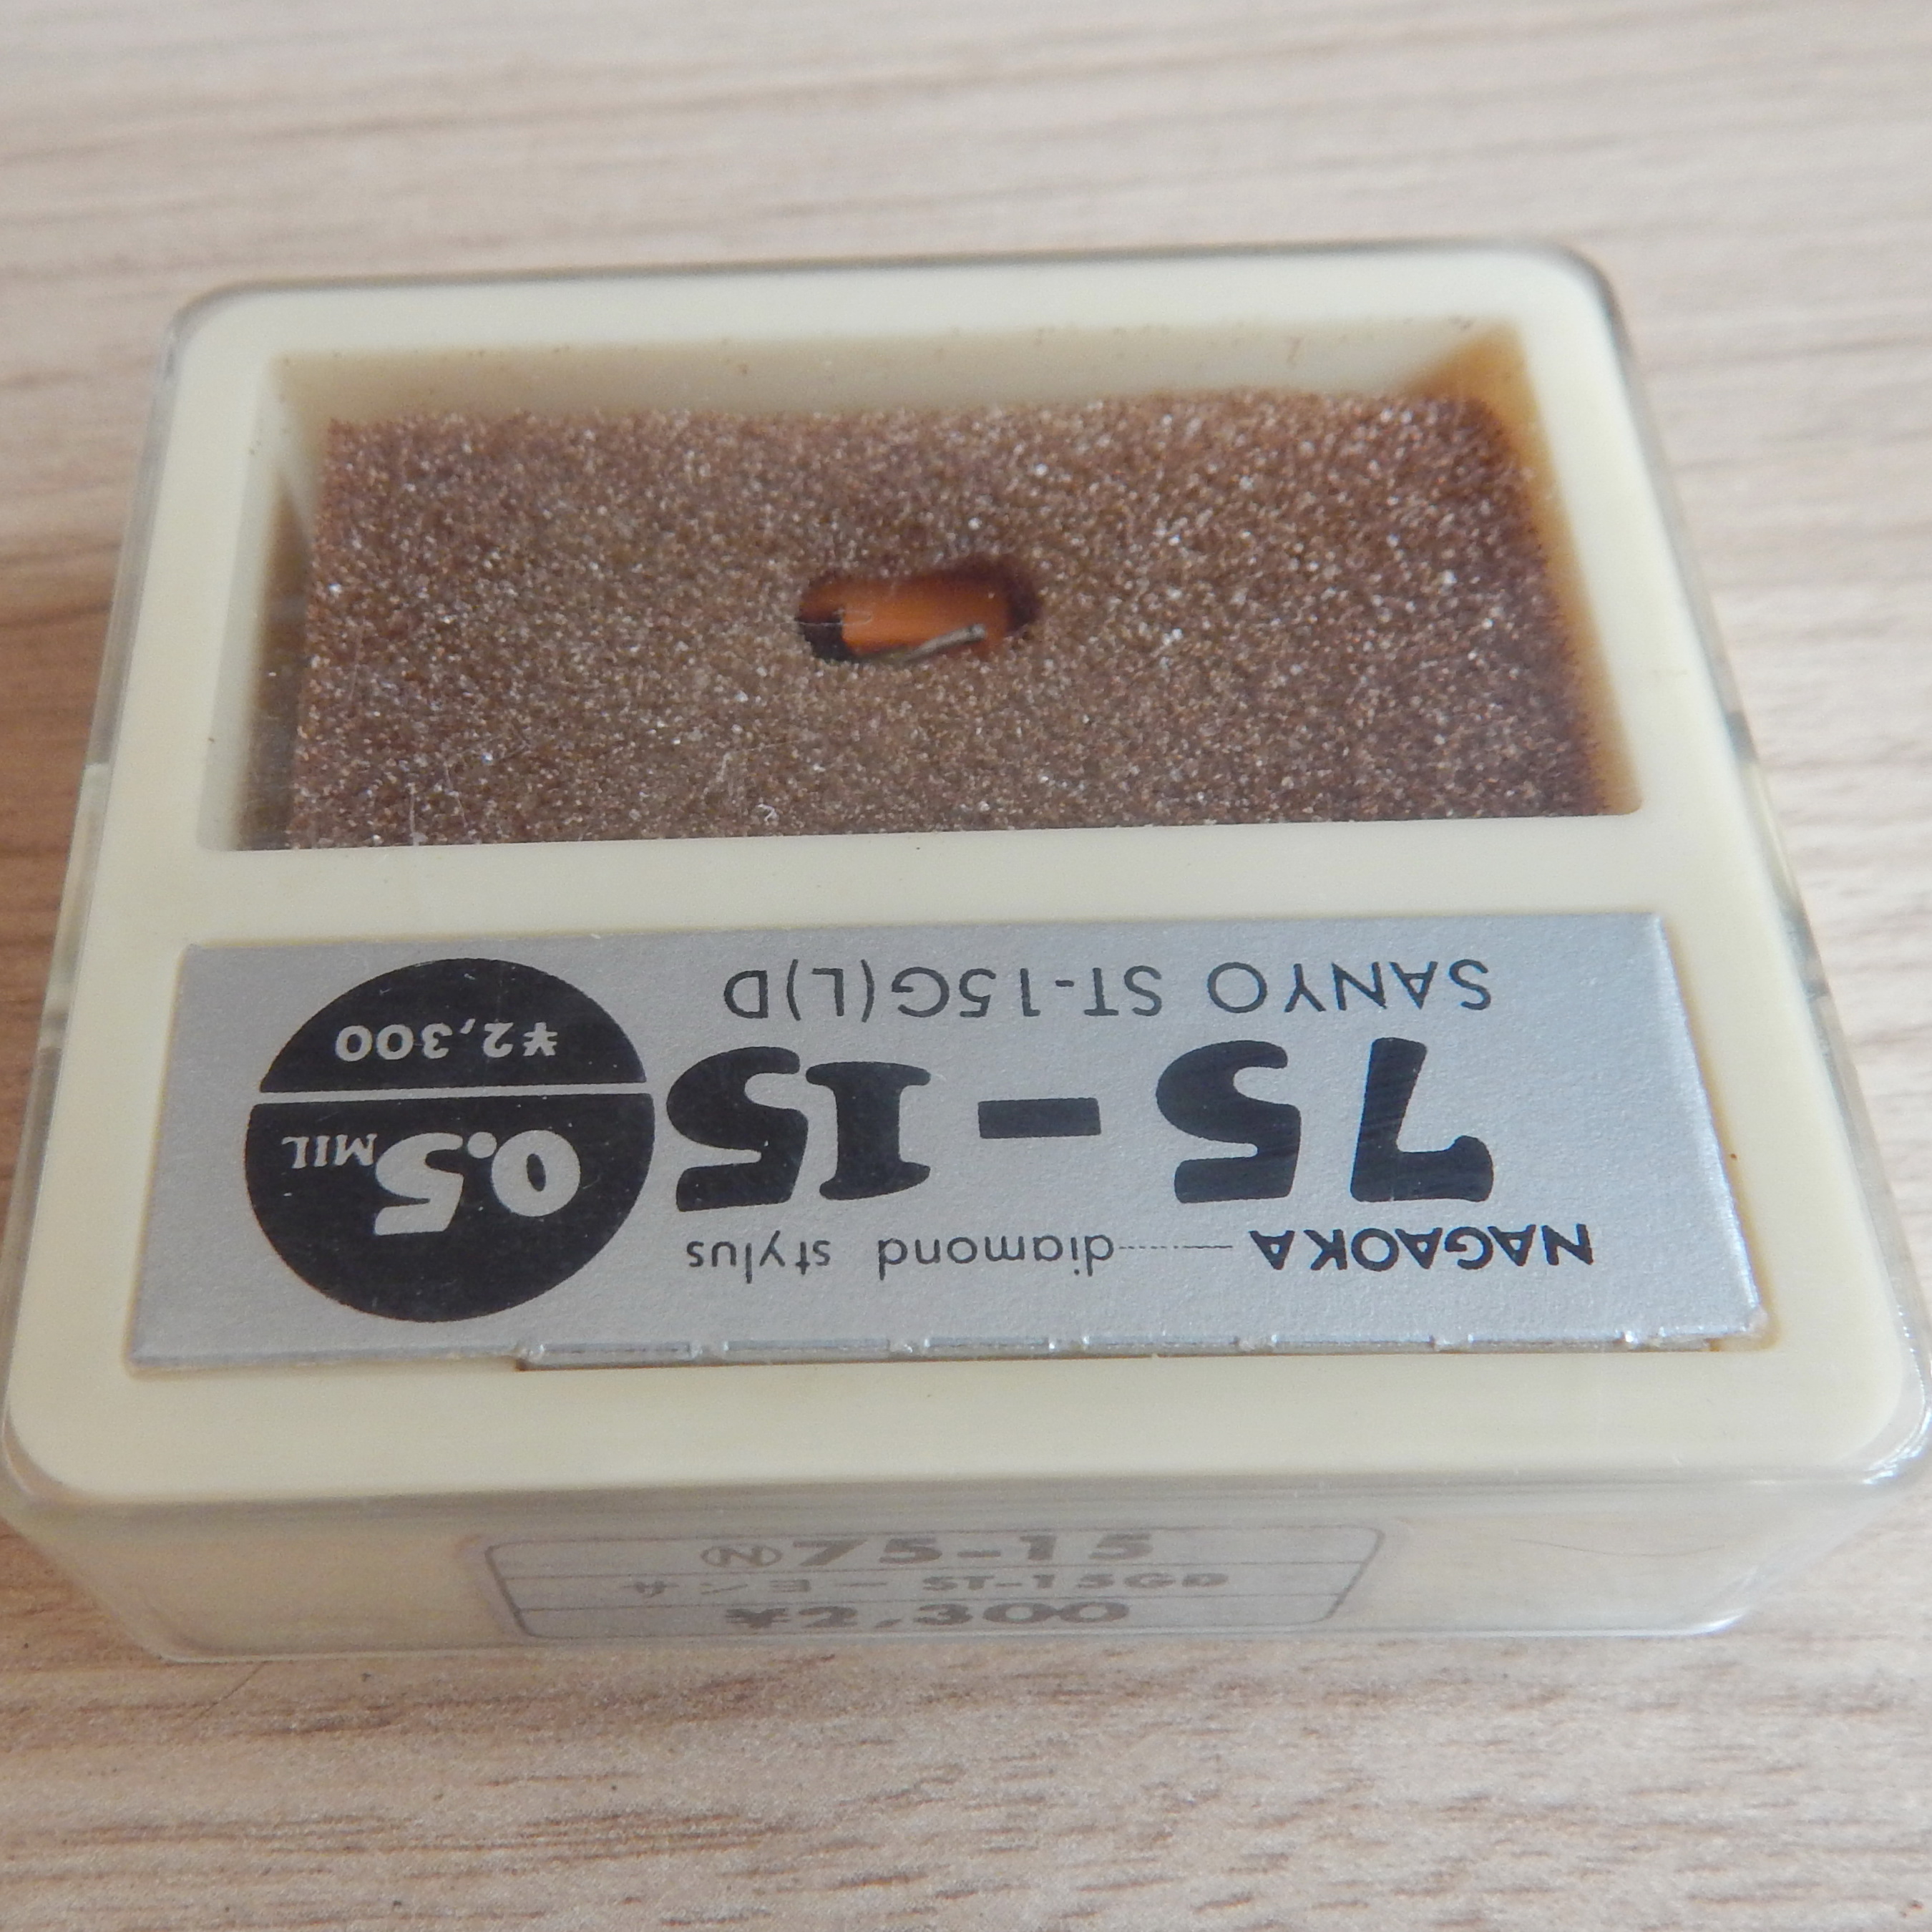 NAGAOKA diamond stylus
75-15
SANYO ST-15G(L)D
0.5 MIL
¥2,300
Ⓝ75-15
サンヨー ST-15GD
¥2,300